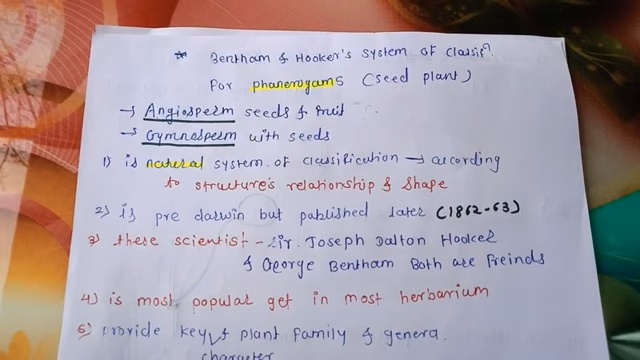 * Bentham & Hooker's System of Classifn
For phanerogams (seed plant)
→ Angiosperm seeds & fruit
→ Gymnosperm with seeds
1) is natural system of classification → according
to structure's relationship & shape
2) is pre darwin but published later (1862-63)
3) these scientist - Sir. Joseph Dalton Hooker
& George Bentham Both are Freinds
4) is most popular get in most herbarium
5) provide key of plant family & genera.
character